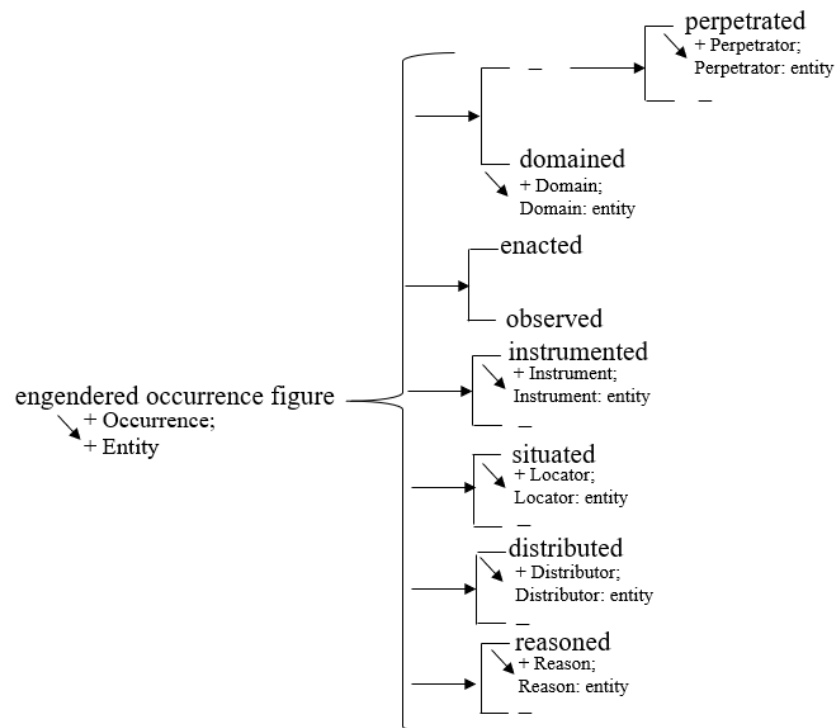 perpetrated
+ Perpetrator;
Perpetrator: entity
–
–
domained
+ Domain;
Domain: entity
enacted
observed
instrumented
+ Instrument;
Instrument: entity
–
engendered occurrence figure
+ Occurrence;
+ Entity
situated
+ Locator;
Locator: entity
–
distributed
+ Distributor;
Distributor: entity
–
reasoned
+ Reason;
Reason: entity
–